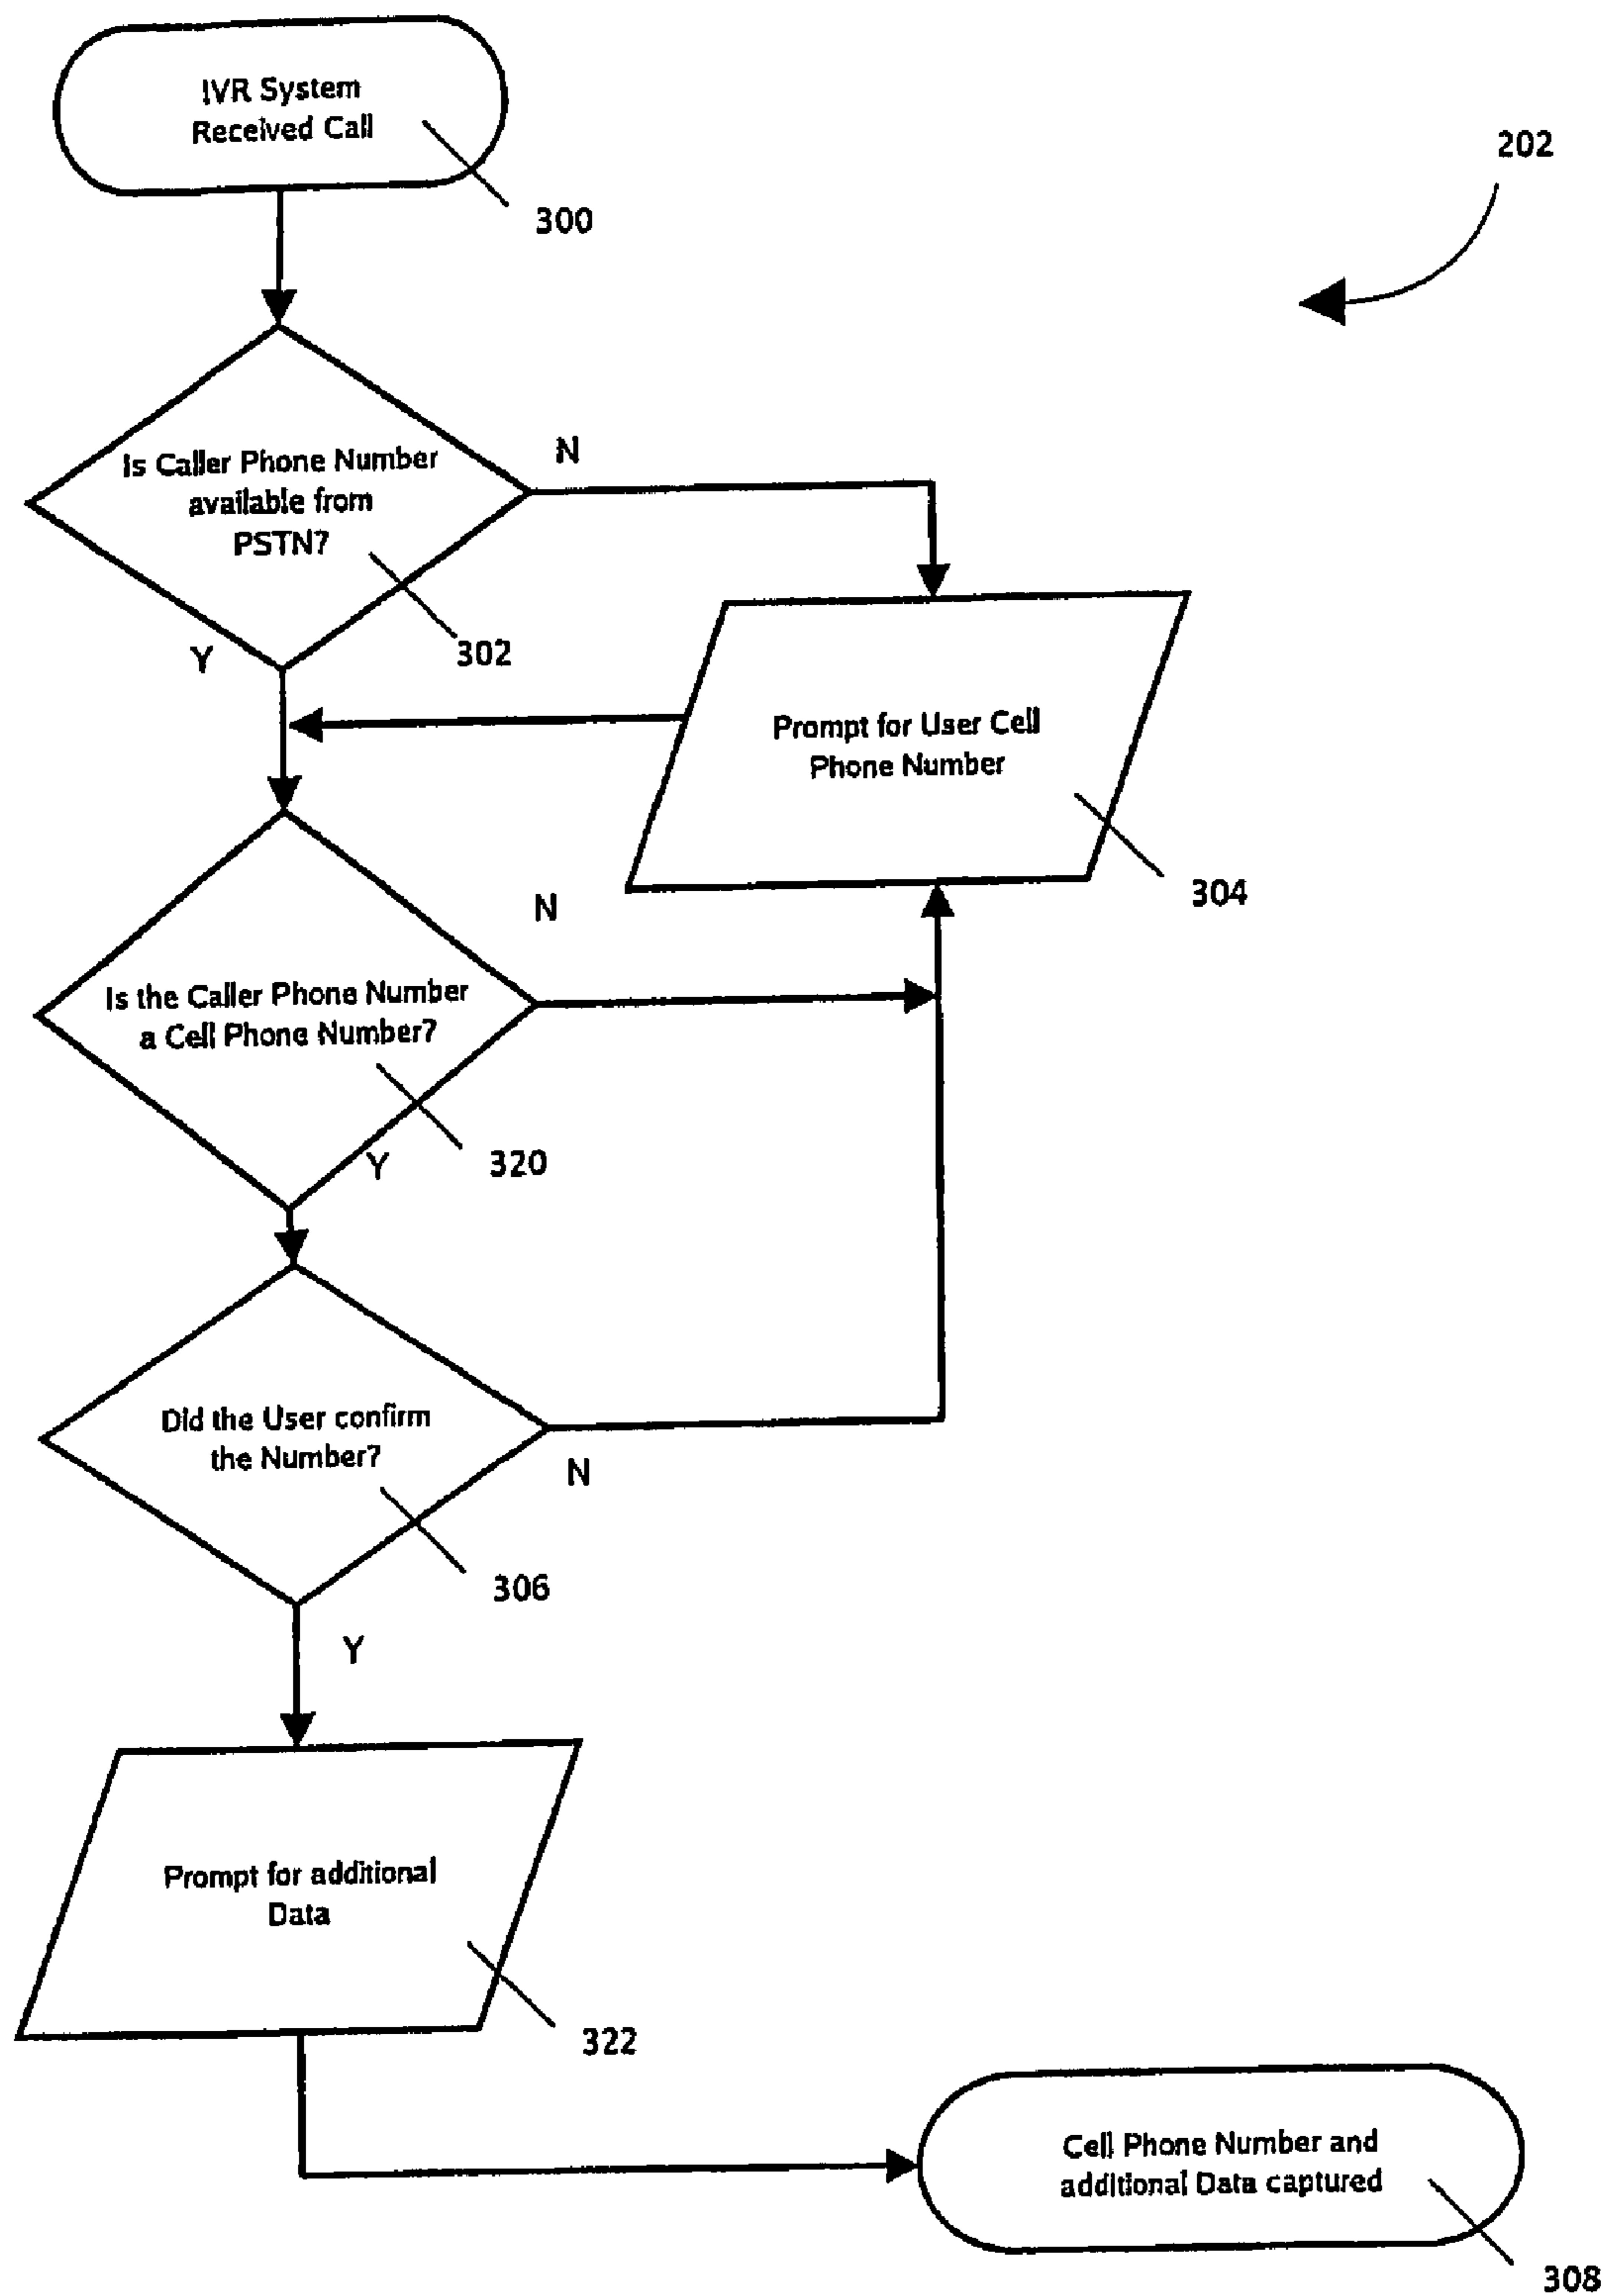 IVR System
Received Call
300
202
Is Caller Phone Number
available from
PSTN?
N
302
Y
Prompt for User Cell
Phone Number
304
N
Is the Caller Phone Number
a Cell Phone Number?
320
Y
Did the User confirm
the Number?
N
306
Y
Prompt for additional
Data
322
Cell Phone Number and
additional Data captured
308